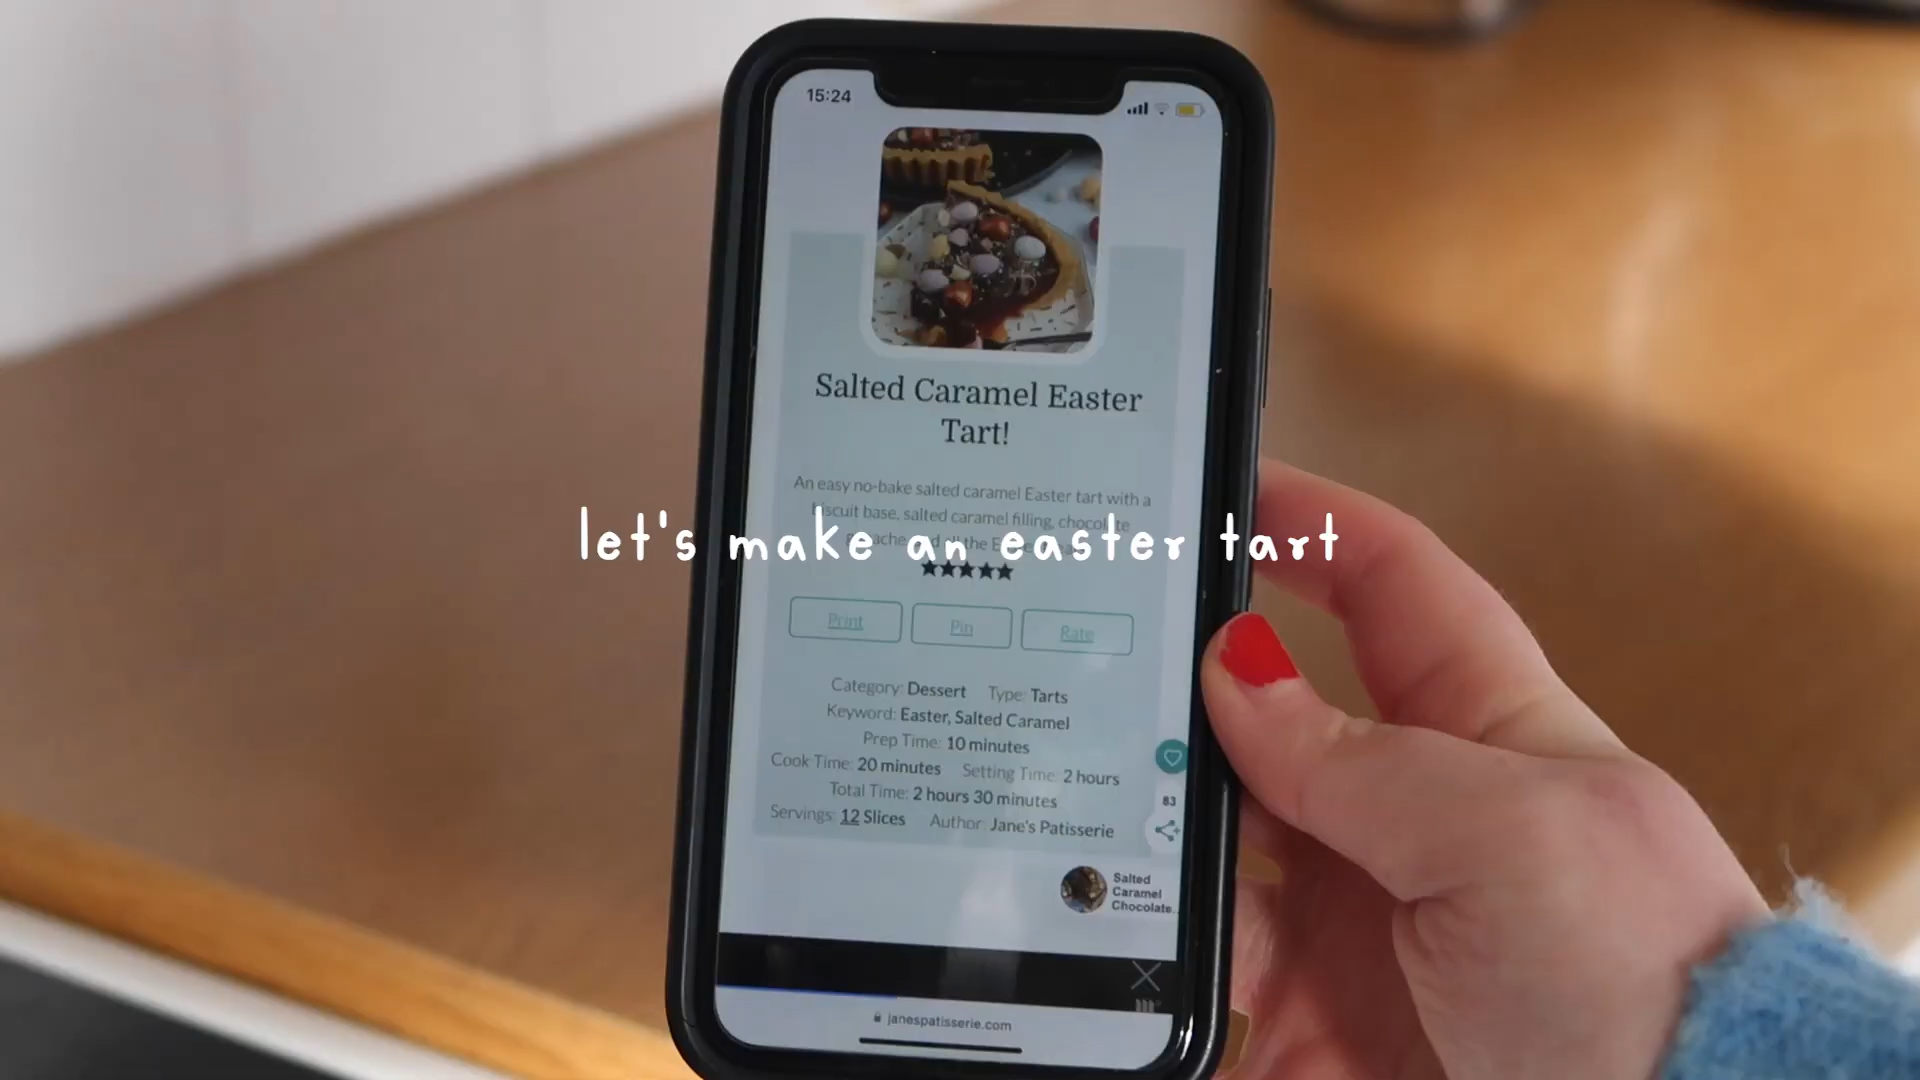 15:24
Salted Caramel Easter
Tart!
An easy no-bake salted caramel Easter tart with a
biscuit base, salted caramel filling, chocolate
all the
let's make an easter tart
★★★★★
Print Pin Rate
Category: Dessert Type: Tarts
Keyword: Easter, Salted Caramel
Prep Time: 10 minutes
Cook Time: 20 minutes Setting Time: 2 hours
Total Time: 2 hours 30 minutes
83
Servings: 12 Slices Author: Jane's Patisserie
Salted
Caramel
Chocolate...
janespatisserie.com